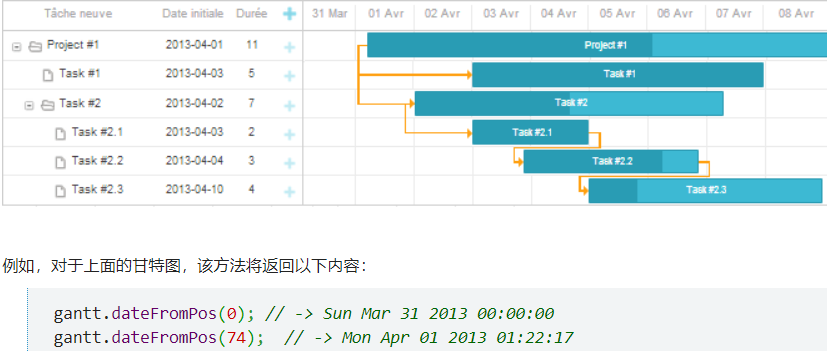 Tâche neuve Date initiale Durée 31 Mar 01 Avr 02 Avr 03 Avr 04 Avr 05 Avr 06 Avr 07 Avr 08 Avr
Project #1 2013-04-01 11 Project #1
Task #1 2013-04-03 5 Task #1
Task #2 2013-04-02 7 Task #2
Task #2.1 2013-04-03 2 Task #2.1
Task #2.2 2013-04-04 3 Task #2.2
Task #2.3 2013-04-10 4 Task #2.3
例如，对于上面的甘特图，该方法将返回以下内容：
gantt.dateFromPos(0); // -> Sun Mar 31 2013 00:00:00
gantt.dateFromPos(74);  // -> Mon Apr 01 2013 01:22:17